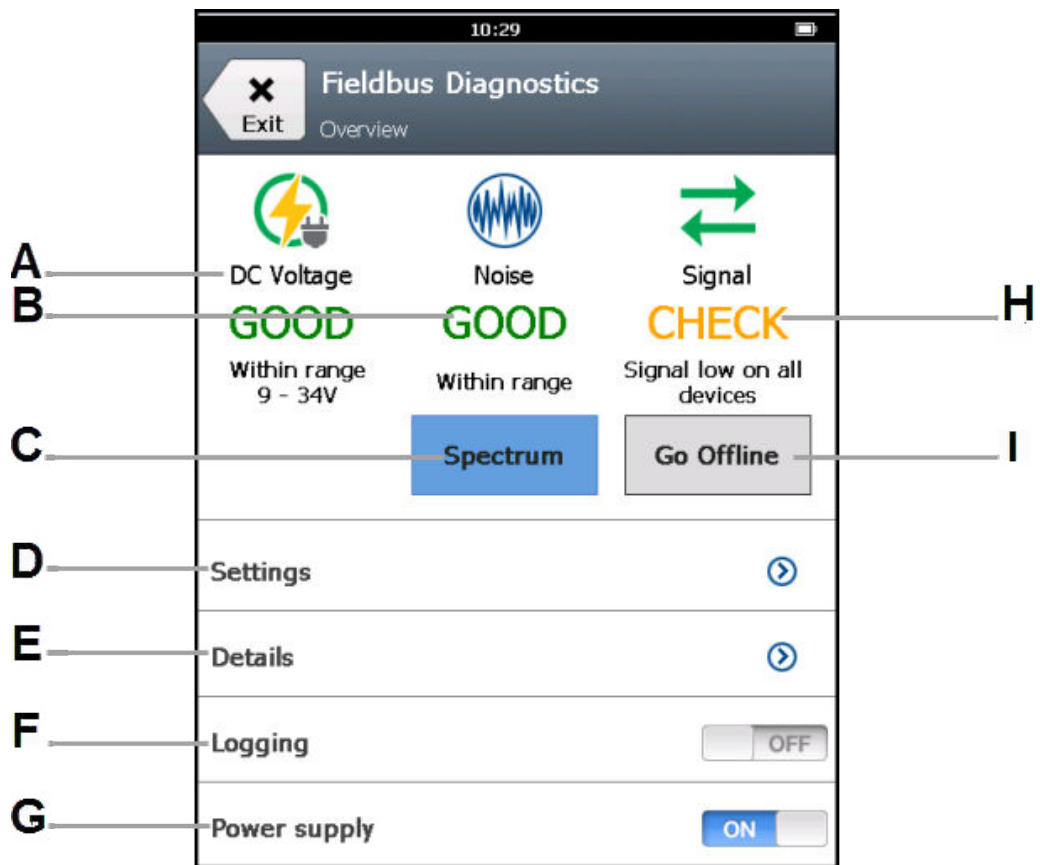 10:29
Exit
Fieldbus Diagnostics
Overview
A
DC Voltage
Noise
Signal
B
GOOD
GOOD
CHECK
H
Within range
9 - 34V
Within range
Signal low on all
devices
C
Spectrum
Go Offline
I
D
Settings
E
Details
F
Logging
OFF
G
Power supply
ON